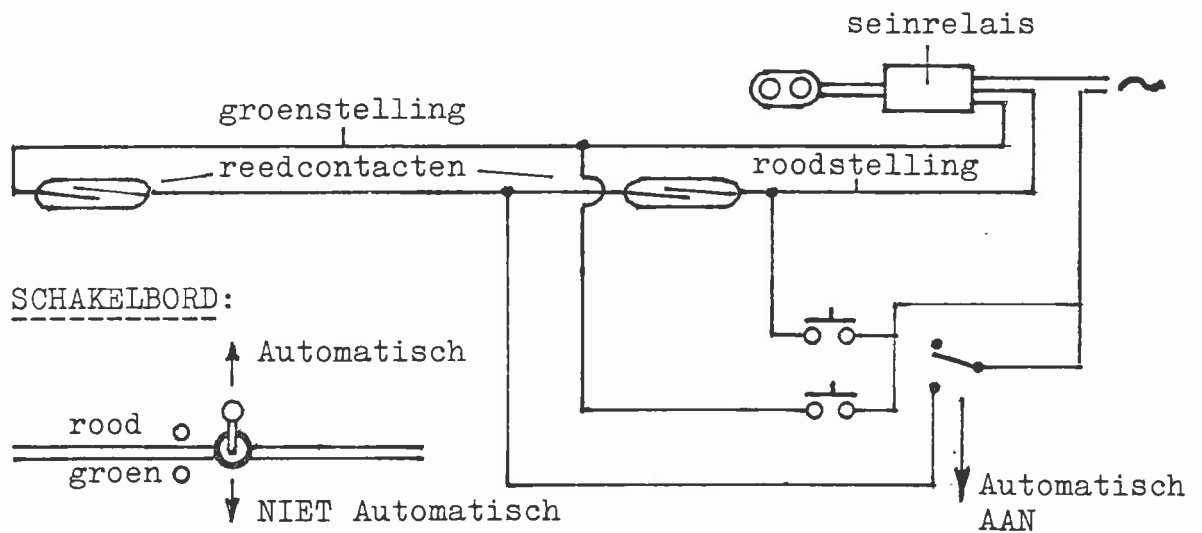 seinrelais
groenstelling
reedcontacten
roodstelling
SCHAKELBORD:
Automatisch
rood
groen
NIET Automatisch
Automatisch
AAN